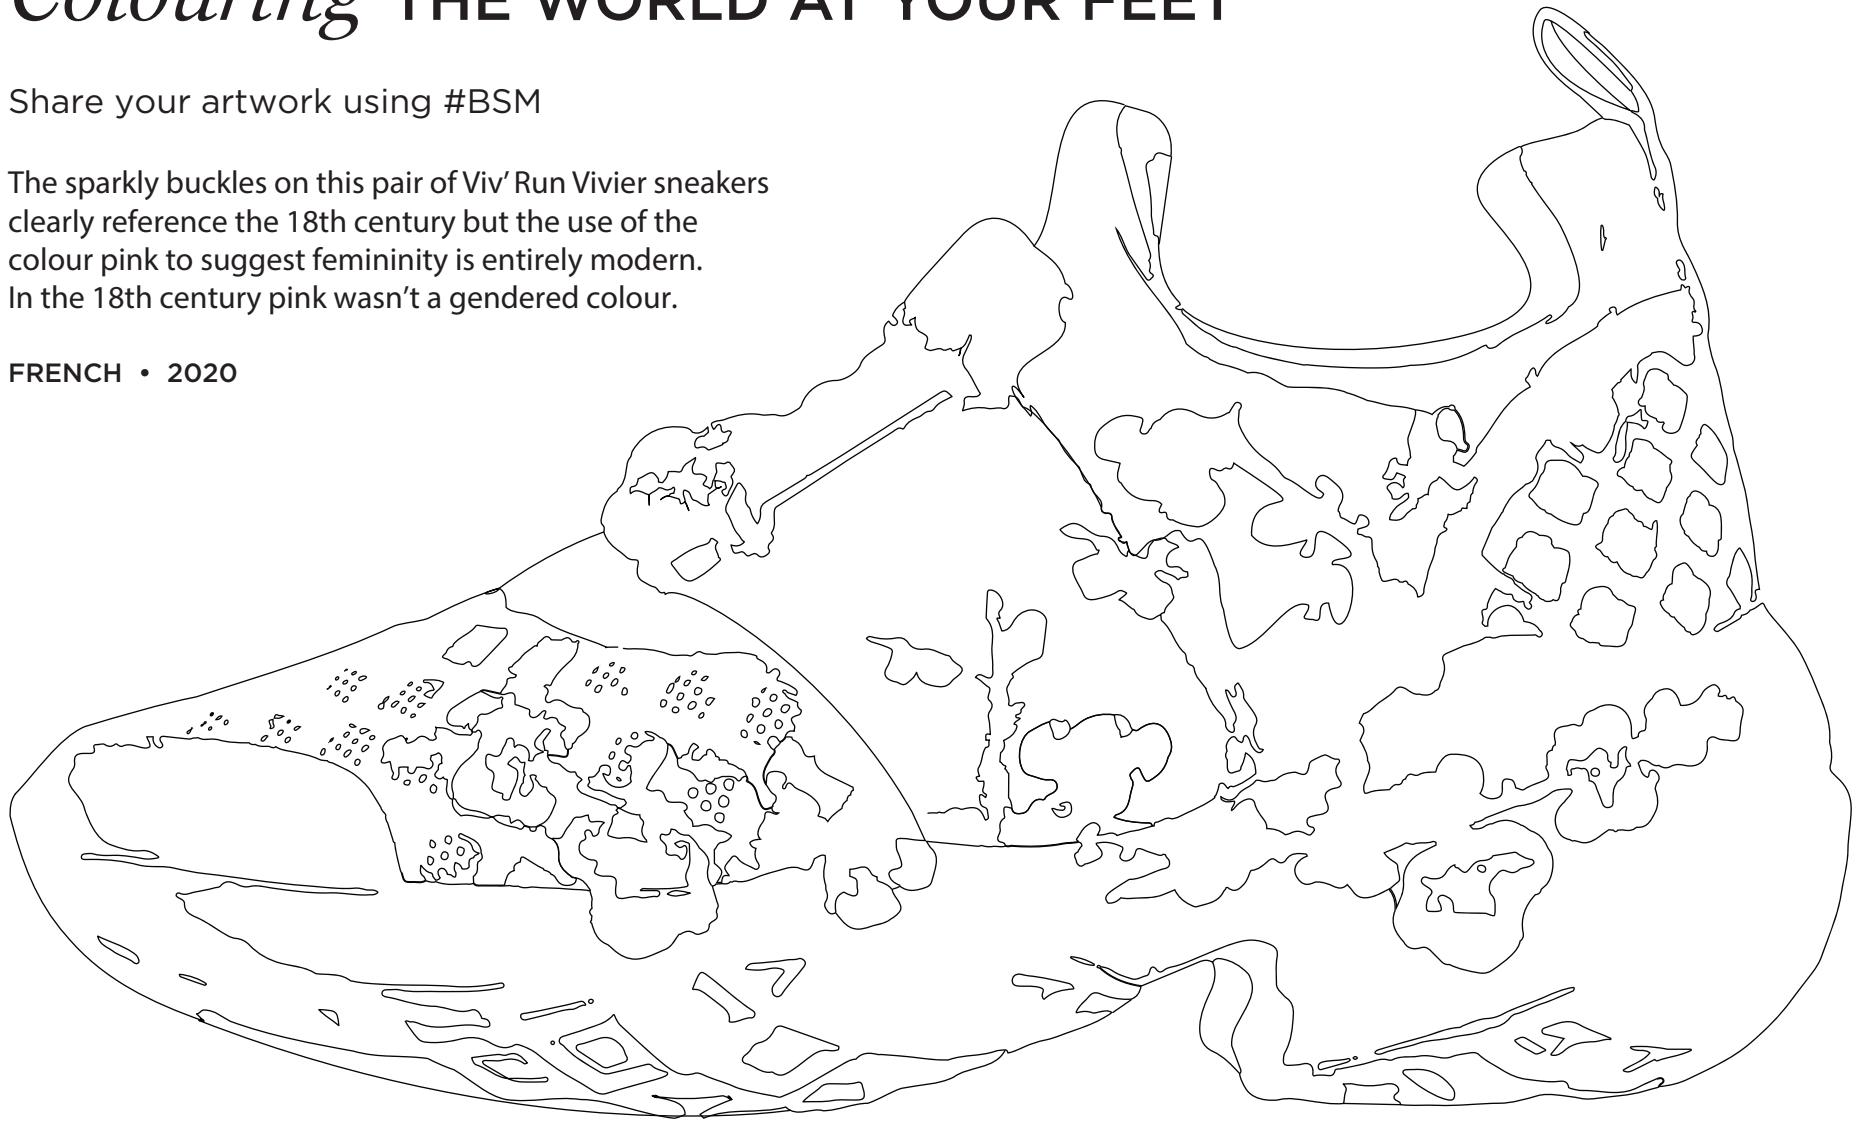 Colouring THE WORLD AT YOUR FEET
Share your artwork using #BSM
The sparkly buckles on this pair of Viv’ Run Vivier sneakers
clearly reference the 18th century but the use of the
colour pink to suggest femininity is entirely modern.
In the 18th century pink wasn’t a gendered colour.
FRENCH • 2020